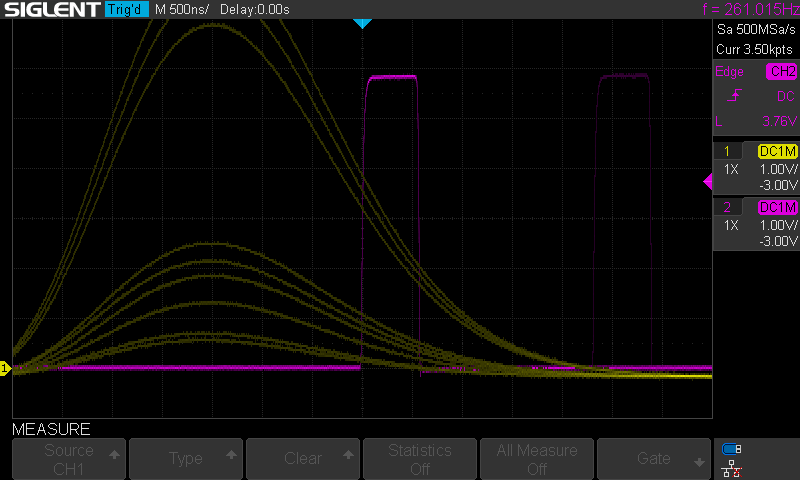 SIGLENT Trig'd M 500ns/ Delay:0.00s f = 261.015Hz
Sa 500MSa/s
Curr 3.50kpts
Edge CH2
DC
L 3.76V
1 DC1M
1X 1.00V/
-3.00V
2 DC1M
1X 1.00V/
-3.00V
1
MEASURE
Source
CH1
Type
Clear
Statistics
Off
All Measure
Off
Gate